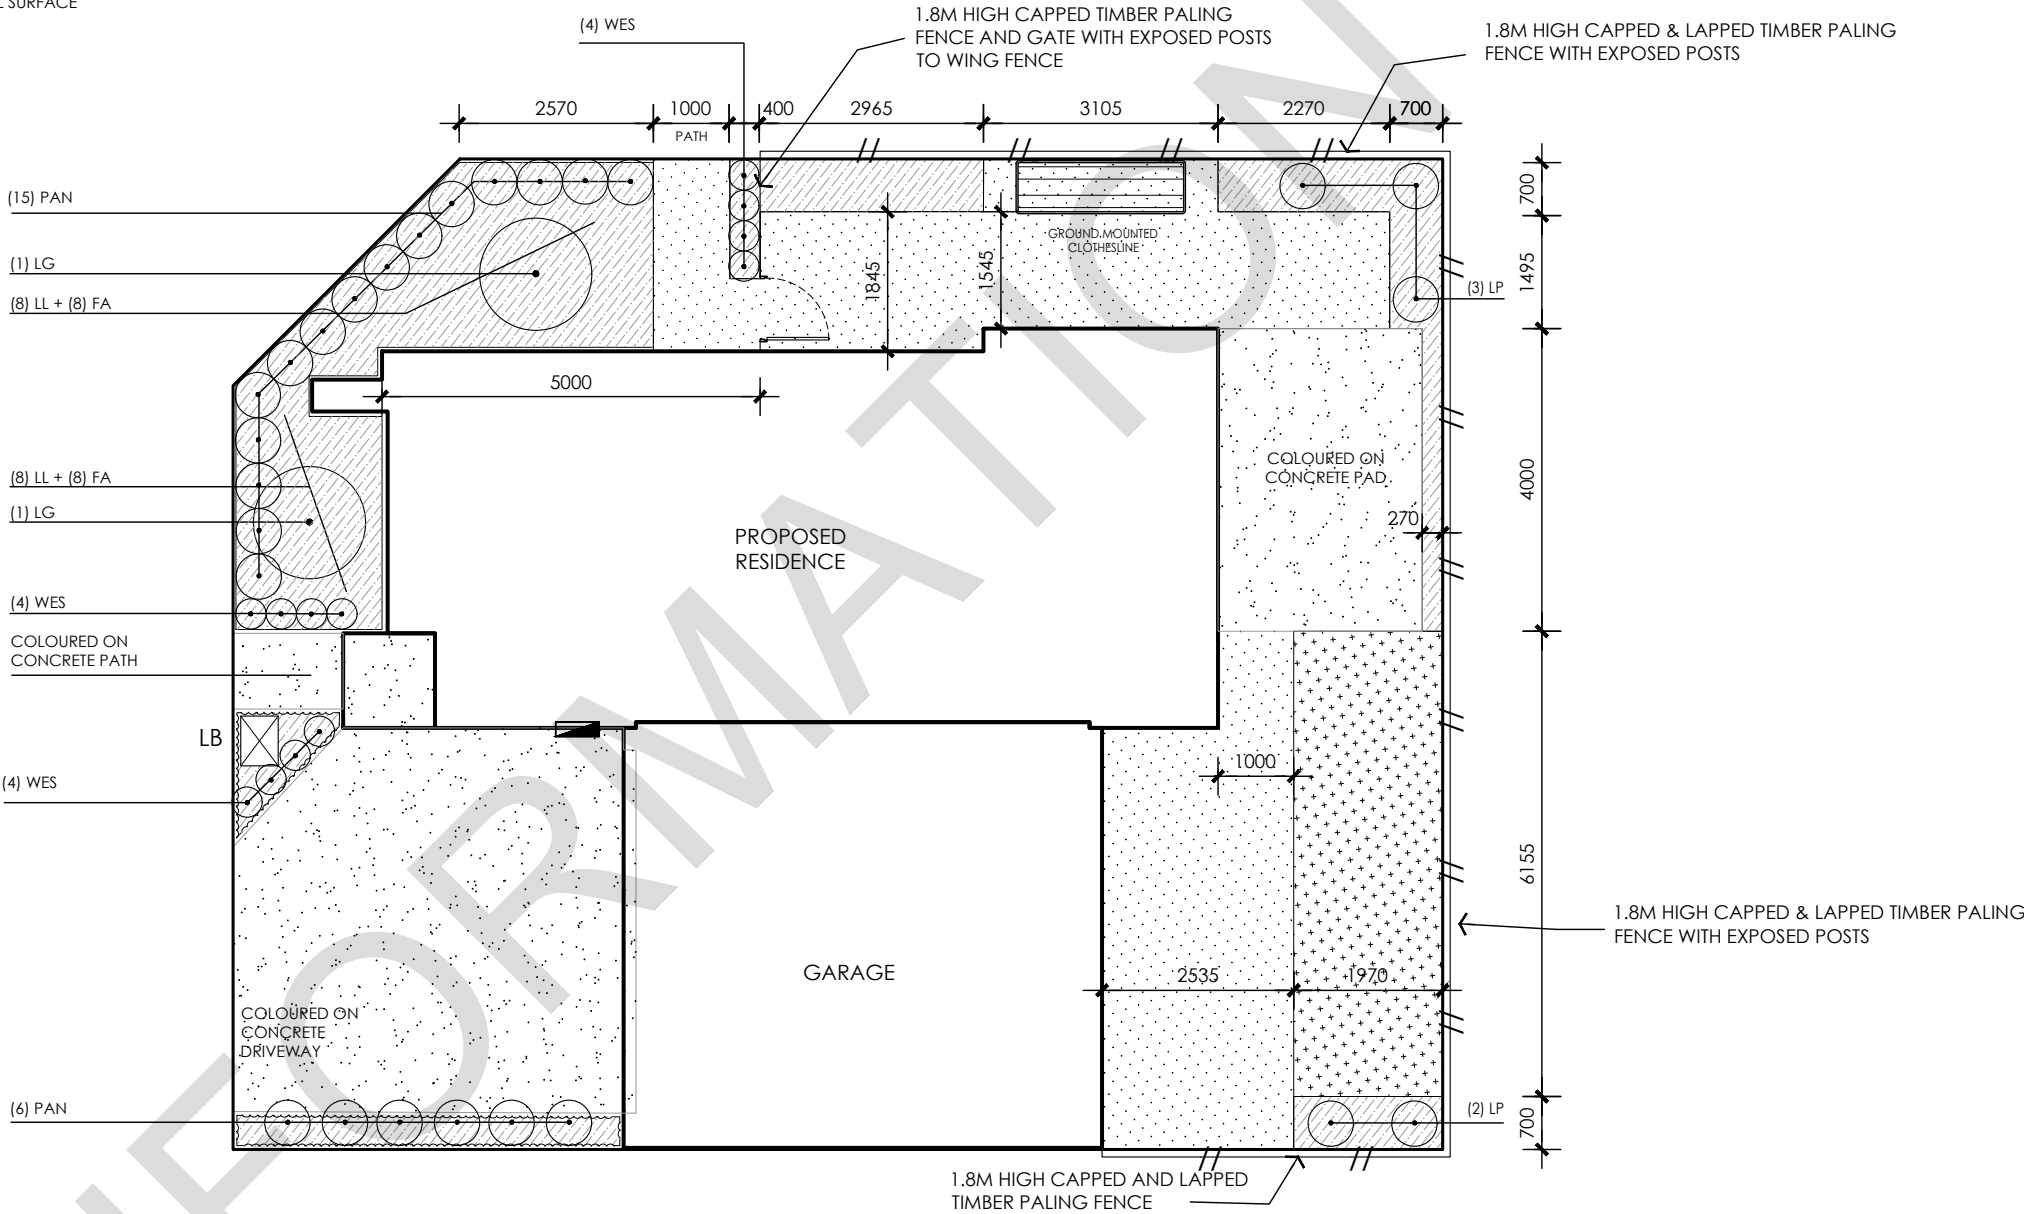 L SURFACE
(4) WES
1.8M HIGH CAPPED TIMBER PALING
FENCE AND GATE WITH EXPOSED POSTS
TO WING FENCE
1.8M HIGH CAPPED & LAPPED TIMBER PALING
FENCE WITH EXPOSED POSTS
2570
1000
400
2965
3105
2270
700
PATH
(15) PAN
(1) LG
(8) LL + (8) FA
700
1495
GROUND MOUNTED
CLOTHESLINE
1845
1545
(3) LP
5000
(8) LL + (8) FA
(1) LG
COLOURED ON
CONCRETE PAD
4000
270
PROPOSED
RESIDENCE
(4) WES
COLOURED ON
CONCRETE PATH
LB
(4) WES
1000
6155
1.8M HIGH CAPPED & LAPPED TIMBER PALING
FENCE WITH EXPOSED POSTS
GARAGE
2535
1970
COLOURED ON
CONCRETE
DRIVEWAY
(6) PAN
(2) LP
700
1.8M HIGH CAPPED AND LAPPED
TIMBER PALING FENCE
FORMATION